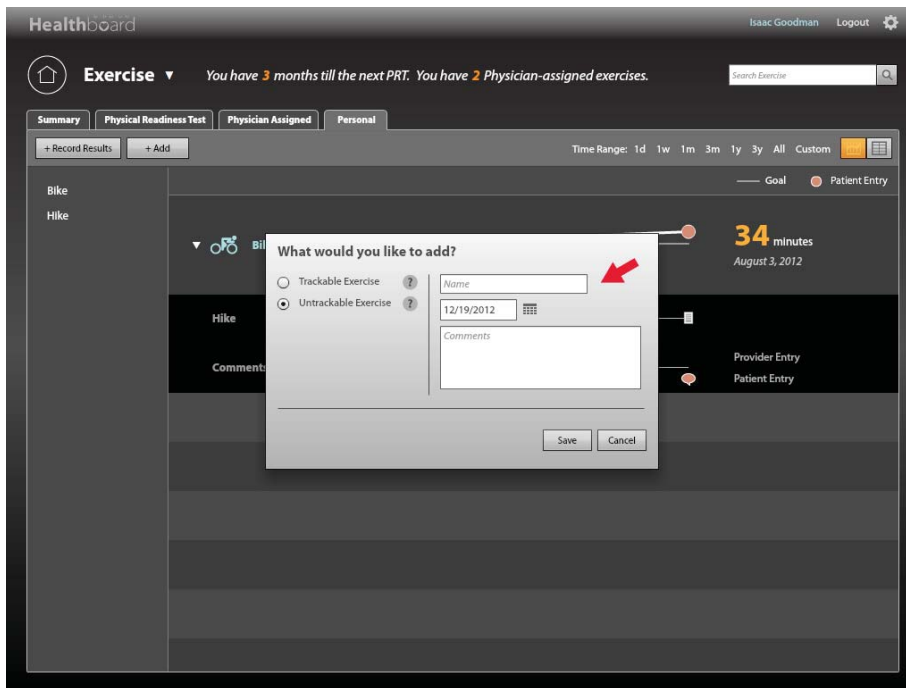 Healthboard
Isaac Goodman Logout
Exercise You have 3 months till the next PRT. You have 2 Physician-assigned exercises.
Search Exercise
Summary Physical Readiness Test Physician Assigned Personal
+ Record Results + Add
Time Range: 1d 1w 1m 3m 1y 3y All Custom
Goal Patient Entry
Bike
Hike
Bi
34 minutes
August 3, 2012
What would you like to add?
Trackable Exercise ?
Untrackable Exercise ?
Name
12/19/2012
Comments
Save Cancel
Hike
Comments
Provider Entry
Patient Entry